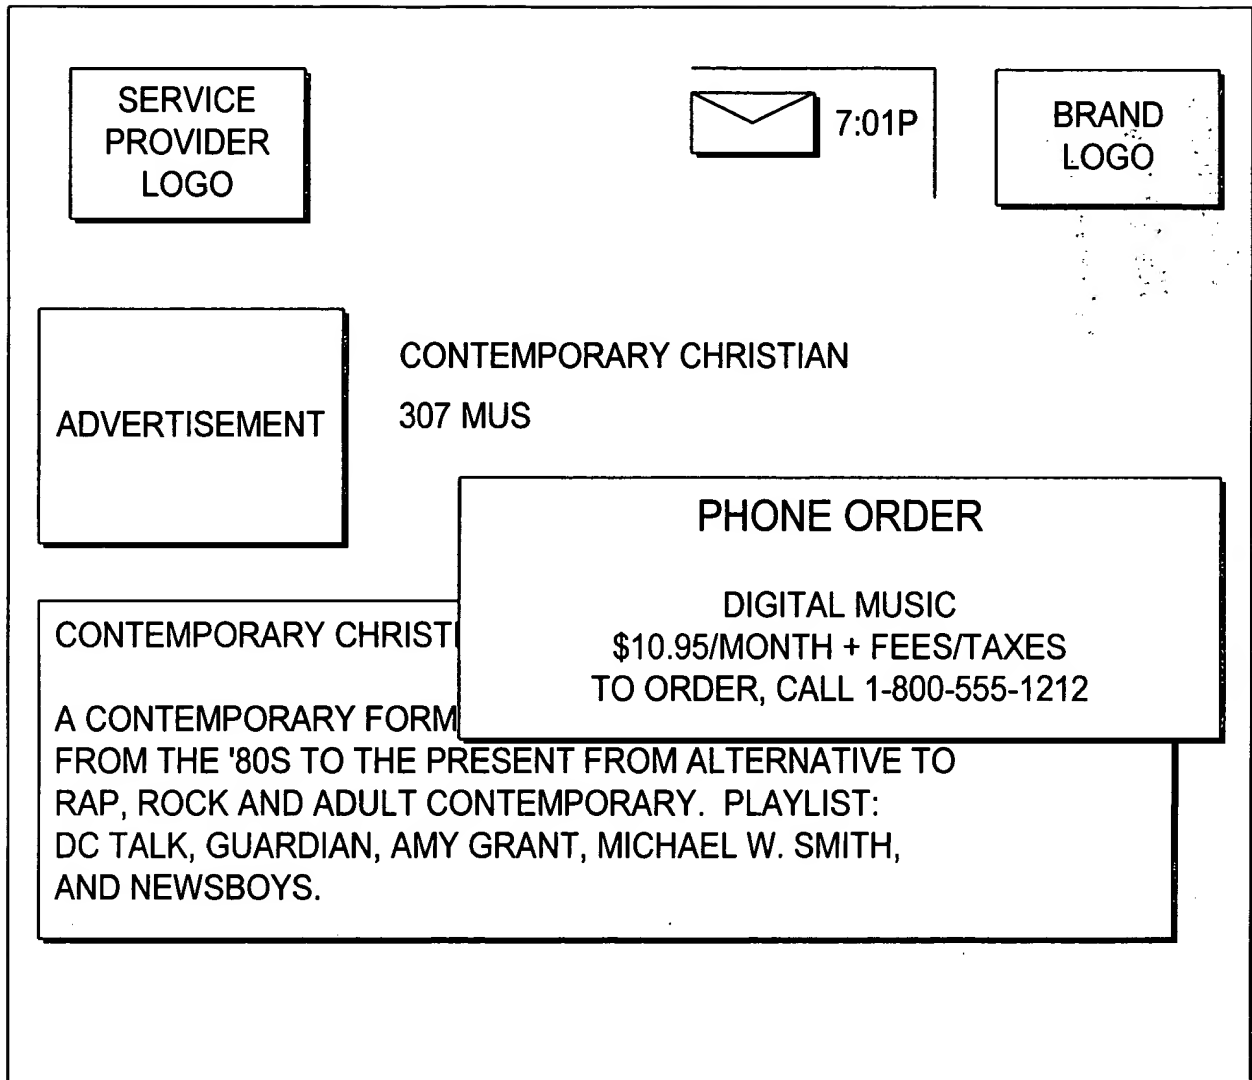 SERVICE
PROVIDER
LOGO
7:01P
BRAND
LOGO
ADVERTISEMENT
CONTEMPORARY CHRISTIAN
307 MUS
PHONE ORDER
DIGITAL MUSIC
$10.95/MONTH + FEES/TAXES
TO ORDER, CALL 1-800-555-1212
CONTEMPORARY
A CONTEMPORARY
FROM THE '80S TO THE PRESENT FROM ALTERNATIVE TO
RAP, ROCK AND ADULT CONTEMPORARY. PLAYLIST:
DC TALK, GUARDIAN, AMY GRANT, MICHAEL W. SMITH,
AND NEWSBOYS.